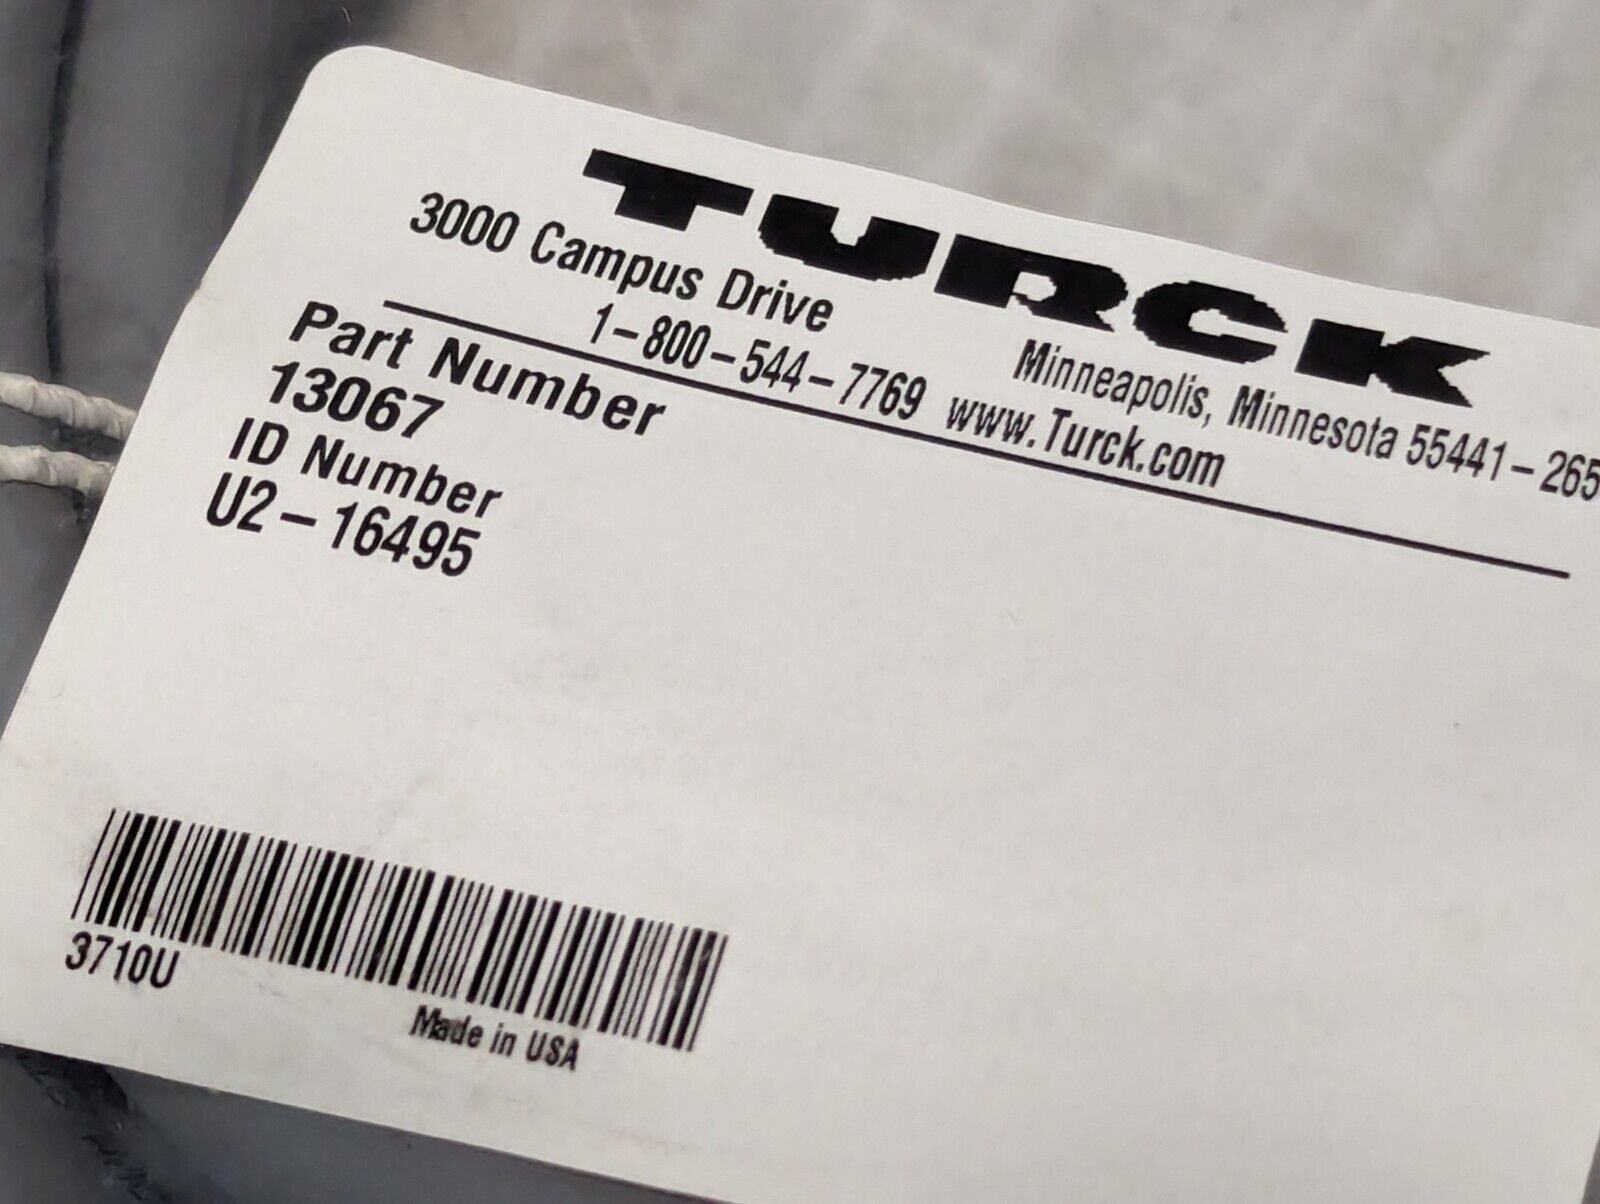 TURCK
3000 Campus Drive Minneapolis, Minnesota 55441-265
1-800-544-7769 www.Turck.com
Part Number
13067
ID Number
U2-16495
3710U
Made in USA